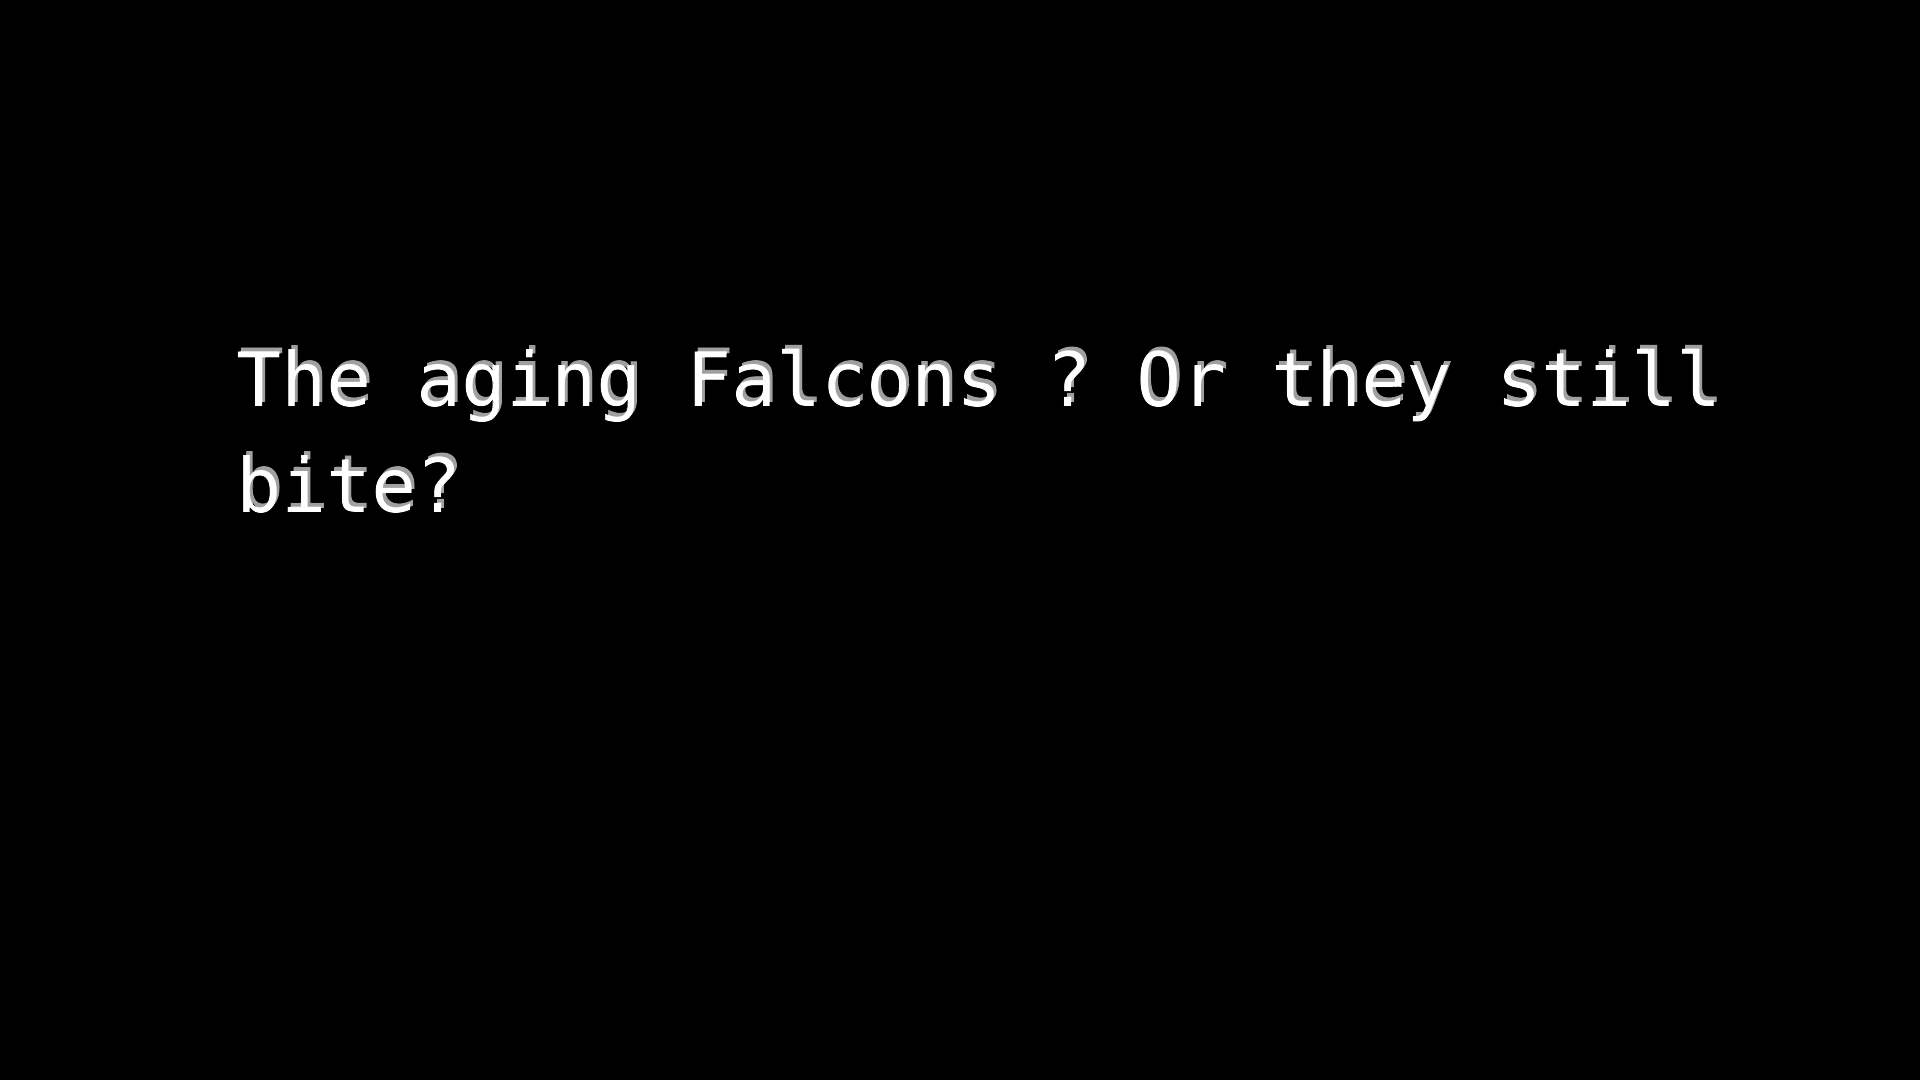 The aging Falcons ? Or they still
bite?